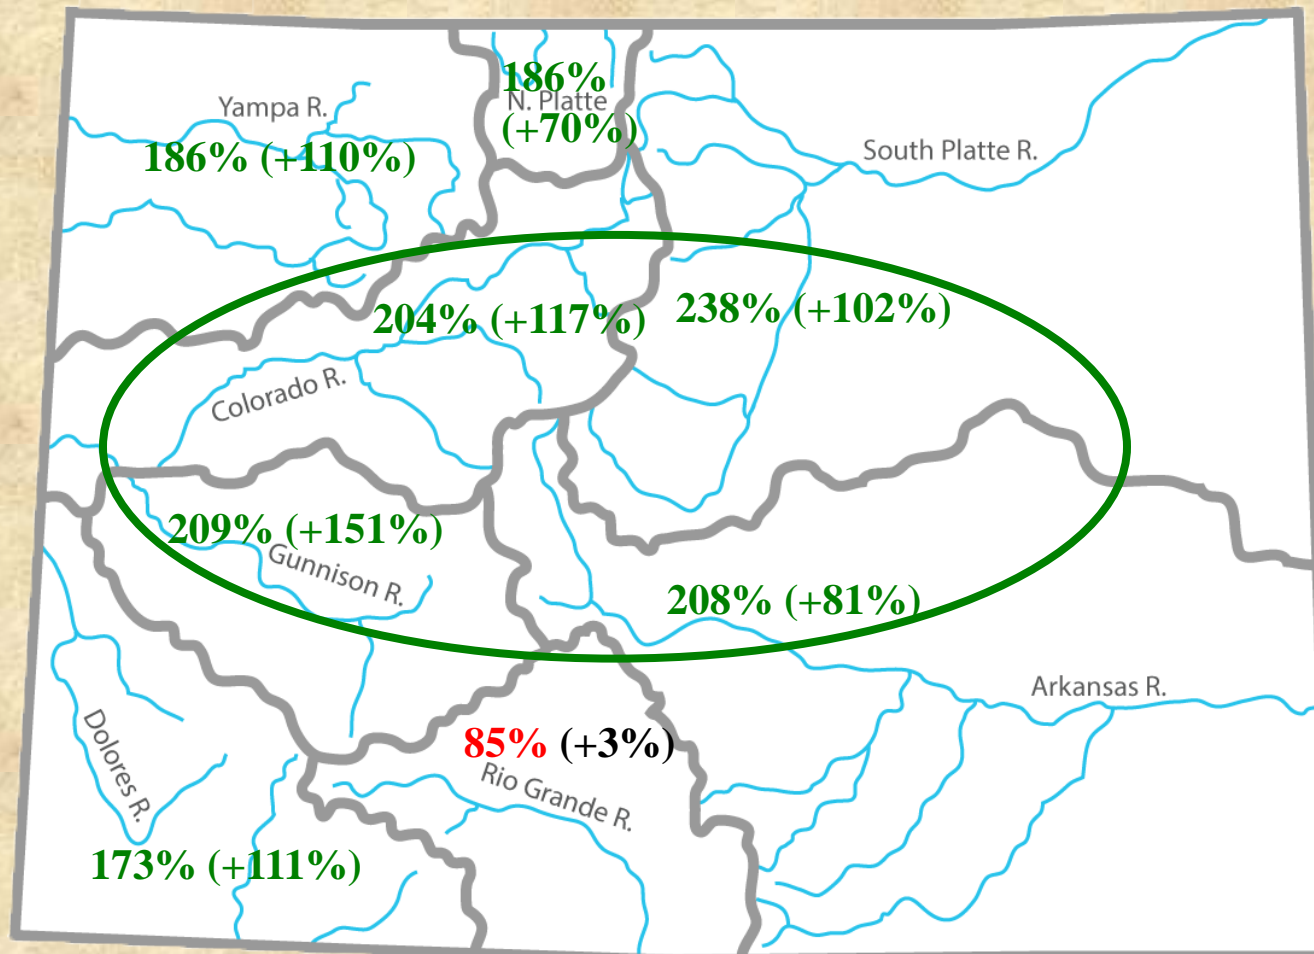 186%
N. Platte
(+70%)
Yampa R.
186% (+110%)
South Platte R.
204% (+117%)
238% (+102%)
Colorado R.
209% (+151%)
Gunnison R.
208% (+81%)
Arkansas R.
85% (+3%)
Rio Grande R.
Dolores R.
173% (+111%)